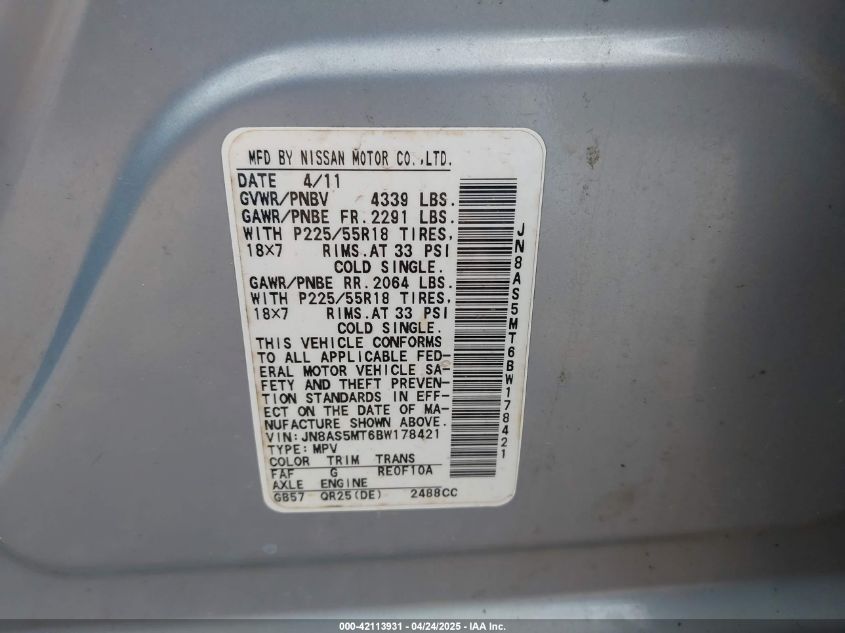 MFD BY NISSAN MOTOR CO.,LTD.
DATE 4/11
GVWR/PNBV 4339 LBS.
GAWR/PNBE FR.2291 LBS.
WITH P225/55R18 TIRES,
18X7 RIMS.AT 33 PSI
COLD SINGLE.
GAWR/PNBE RR.2064 LBS.
WITH P225/55R18 TIRES,
18X7 RIMS.AT 33 PSI
COLD SINGLE.
THIS VEHICLE CONFORMS
TO ALL APPLICABLE FED-
ERAL MOTOR VEHICLE SA-
FETY AND THEFT PREVEN-
TION STANDARDS IN EFF-
ECT ON THE DATE OF MA-
NUFACTURE SHOWN ABOVE.
VIN:JN8AS5MT6BW178421
TYPE:MPV
COLOR TRIM TRANS
FAF G RE0F10A
AXLE ENGINE
GB57 QR25(DE) 2488CC
JN8AS5MT6BW178421
000-42113931 - 04/24/2025 - IAA Inc.